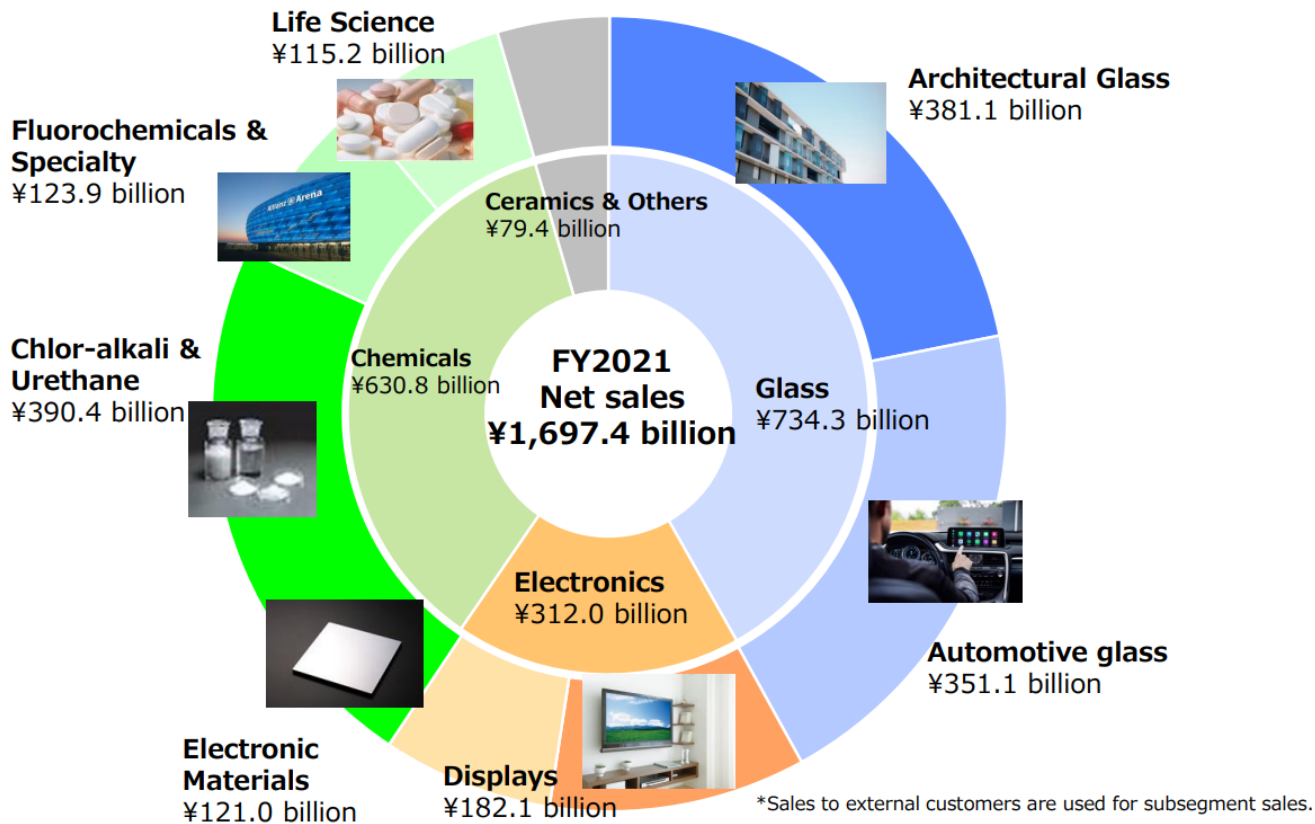 Life Science
¥115.2 billion
Architectural Glass
¥381.1 billion
Fluorochemicals &
Specialty
¥123.9 billion
Allianz Arena
Ceramics & Others
¥79.4 billion
Chlor-alkali &
Urethane
¥390.4 billion
Chemicals
¥630.8 billion
FY2021
Net sales
¥1,697.4 billion
Glass
¥734.3 billion
Electronics
¥312.0 billion
Automotive glass
¥351.1 billion
Electronic
Materials
¥121.0 billion
Displays
¥182.1 billion
*Sales to external customers are used for subsegment sales.